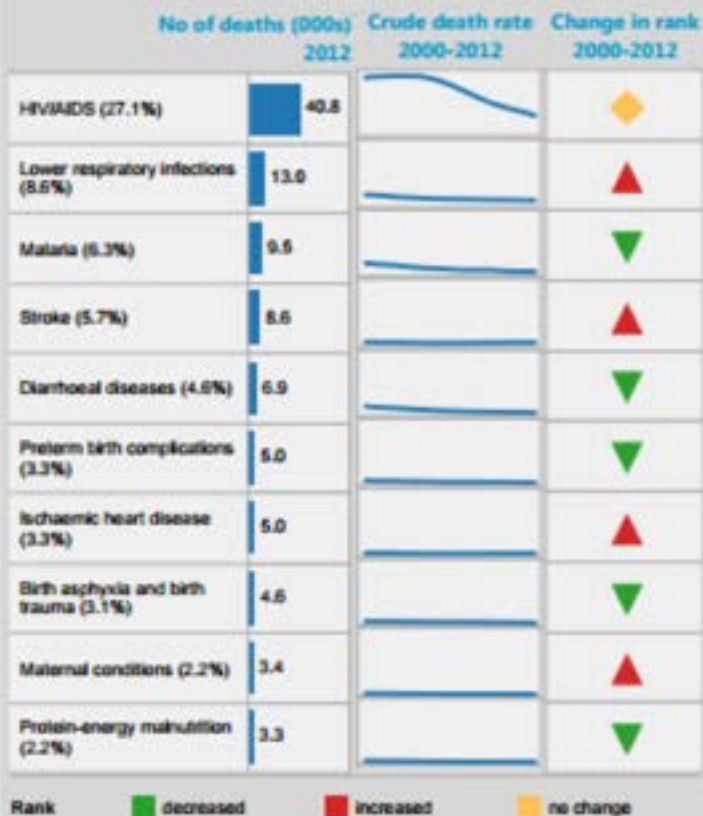 No of deaths (000s) 2012
Crude death rate 2000-2012
Change in rank 2000-2012
HIV/AIDS (27.1%)
40.8
Lower respiratory infections
(8.6%)
13.0
Malaria (6.3%)
9.5
Stroke (5.7%)
8.6
Diarrhoeal diseases (4.6%)
6.9
Preterm birth complications
(3.3%)
5.0
Ischaemic heart disease
(3.3%)
5.0
Birth asphyxia and birth
trauma (3.1%)
4.6
Maternal conditions (2.2%)
3.4
Protein-energy malnutrition
(2.2%)
3.3
Rank decreased increased no change